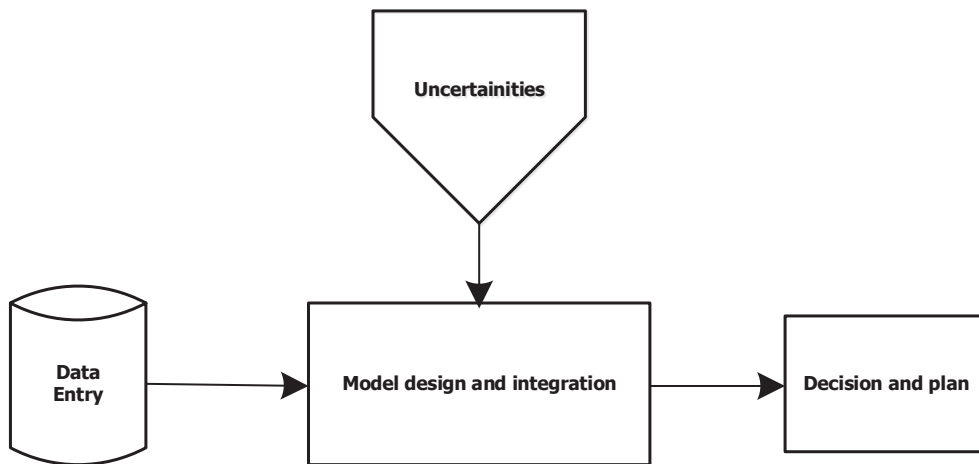 Uncertainities
Data
Entry
Model design and integration
Decision and plan